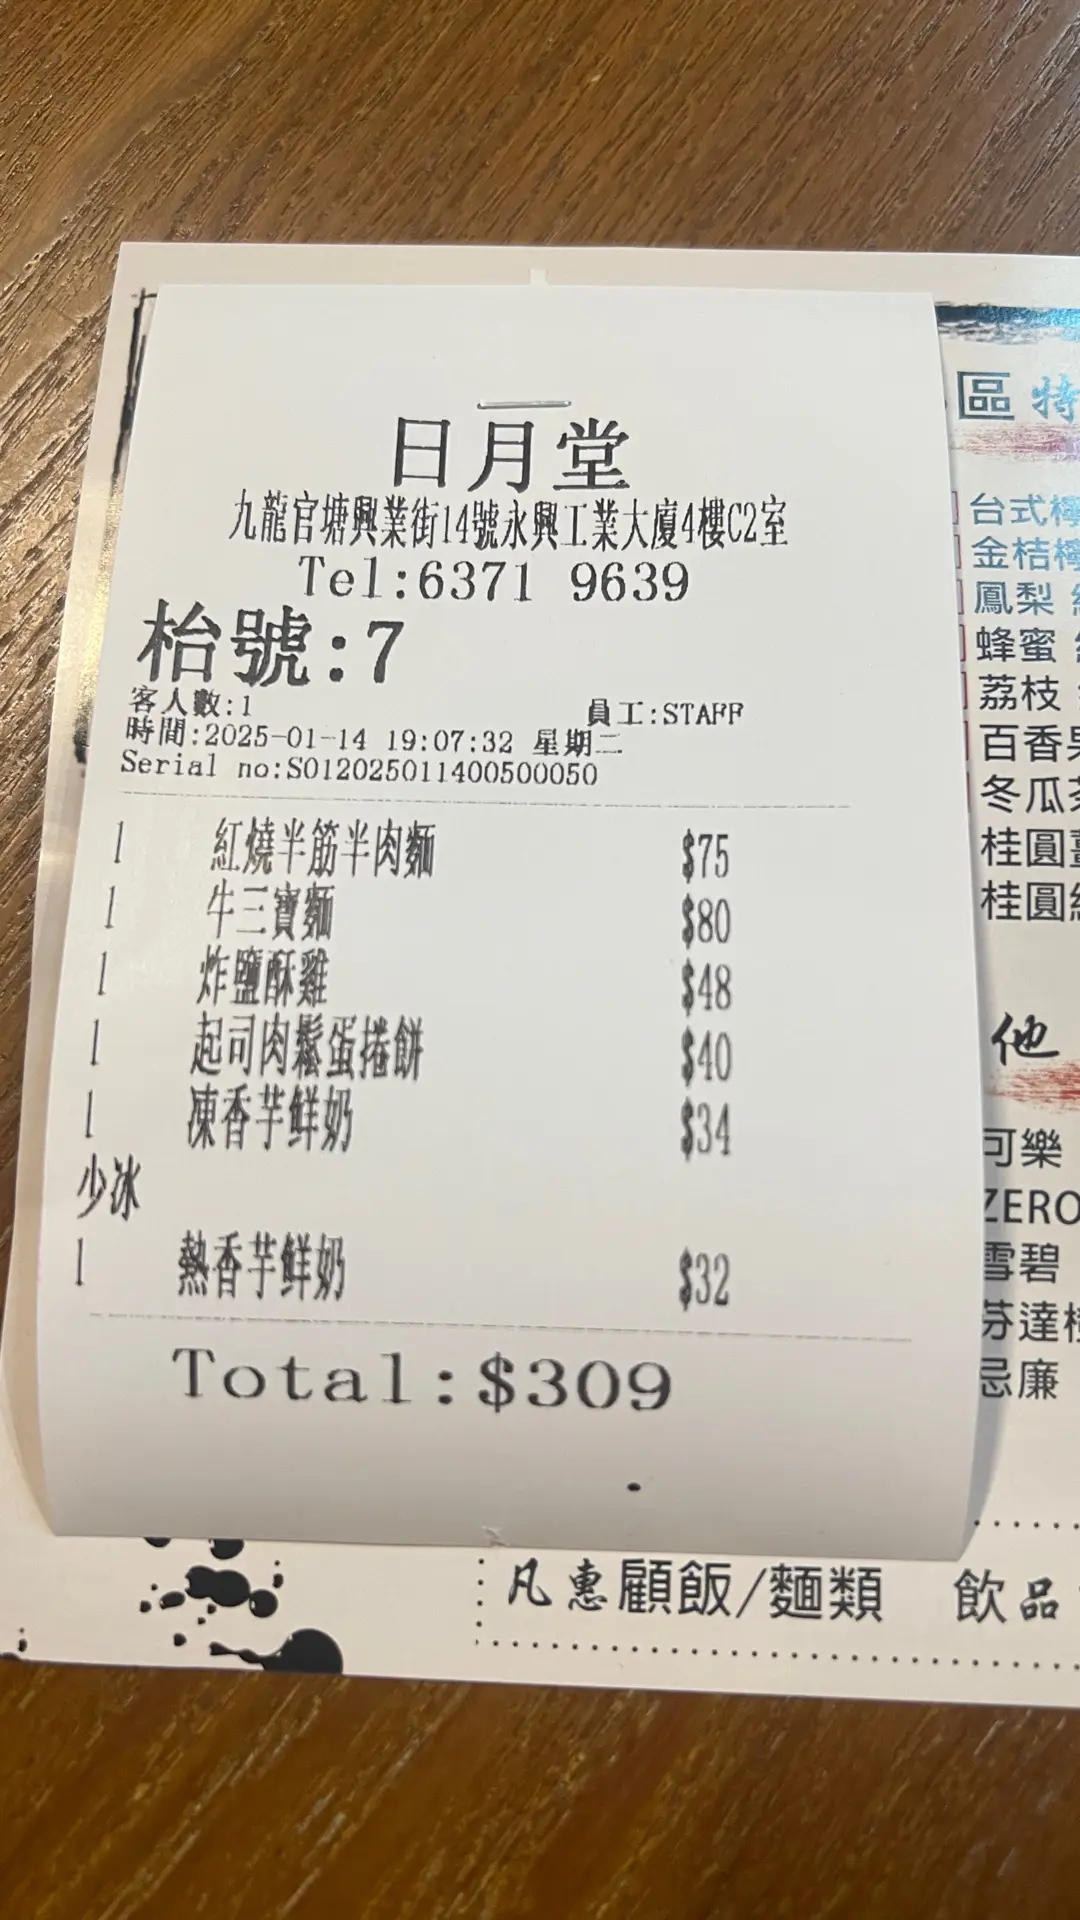 日月堂
九龍官塘興業街14號永興工業大廈4樓C2室
Tel:6371 9639
枱號:7
客人數:1 員工:STAFF
時間:2025-01-14 19:07:32 星期二
Serial no:S012025011400500050
1 紅燒半筋半肉麵 $75
1 牛三寶麵 $80
1 炸鹽酥雞 $48
1 起司肉鬆蛋捲餅 $40
1 凍香芋鮮奶 $34
少冰
1 熱香芋鮮奶 $32
Total:$309
區 特
台式檸
金桔檸
鳳梨
蜂蜜
荔枝
百香果
冬瓜茶
桂圓薑
桂圓紅
他
可樂
ZERO
雪碧
芬達橙
忌廉
凡惠顧飯/麵類 飲品